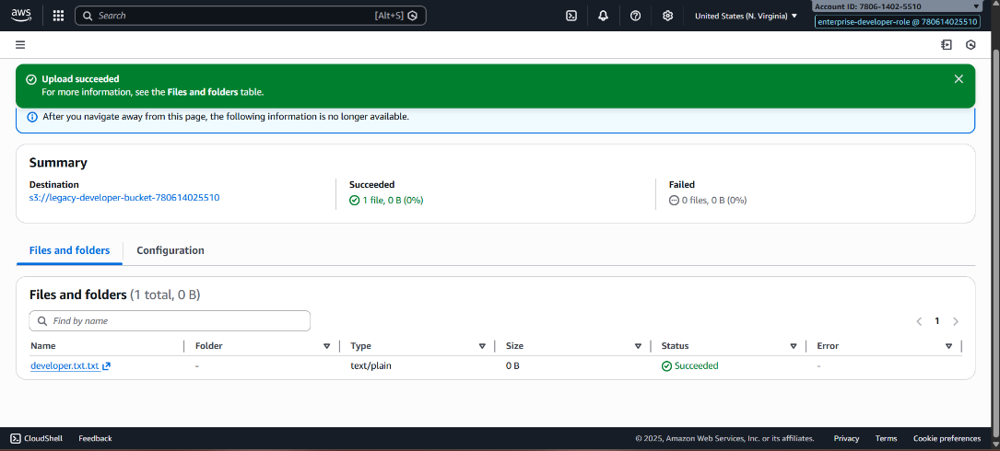 aws
Search [Alt+S]
United States (N. Virginia)
Account ID: 7806-1402-5510
enterprise-developer-role @ 780614025510
Upload succeeded
For more information, see the Files and folders table.
After you navigate away from this page, the following information is no longer available.
Summary
Destination Succeeded Failed
s3://legacy-developer-bucket-780614025510 1 file, 0 B (0%) 0 files, 0 B (0%)
Files and folders Configuration
Files and folders (1 total, 0 B)
Find by name
1
Name Folder Type Size Status Error
developer.txt.txt - text/plain 0 B Succeeded -
CloudShell Feedback © 2025, Amazon Web Services, Inc. or its affiliates. Privacy Terms Cookie preferences